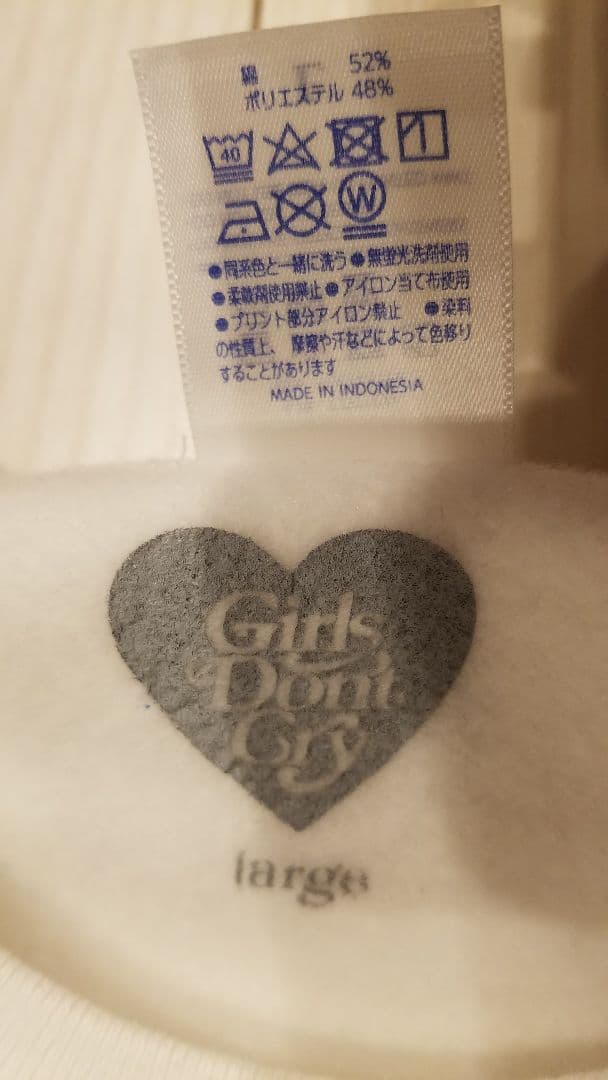 綿 52%
ポリエステル 48%
40
W
●同系色と一緒に洗う ●無蛍光洗剤使用
●柔軟剤使用禁止 ●アイロン当て布使用
●プリント部分アイロン禁止 ●染料
の性質上、摩擦や汗などによって色移り
することがあります
MADE IN INDONESIA
Girls
Don't
Cry
large